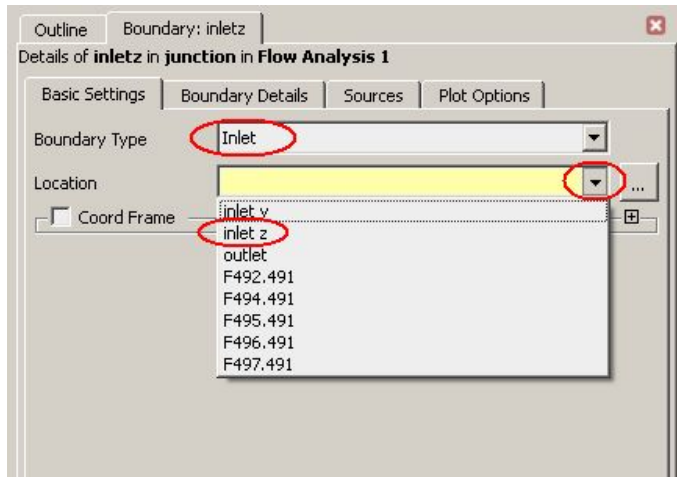 Outline Boundary: inletz
Details of inletz in junction in Flow Analysis 1
Basic Settings Boundary Details Sources Plot Options
Boundary Type Inlet
Location ...
Coord Frame
inlet y
inlet z
outlet
F492.491
F494.491
F495.491
F496.491
F497.491